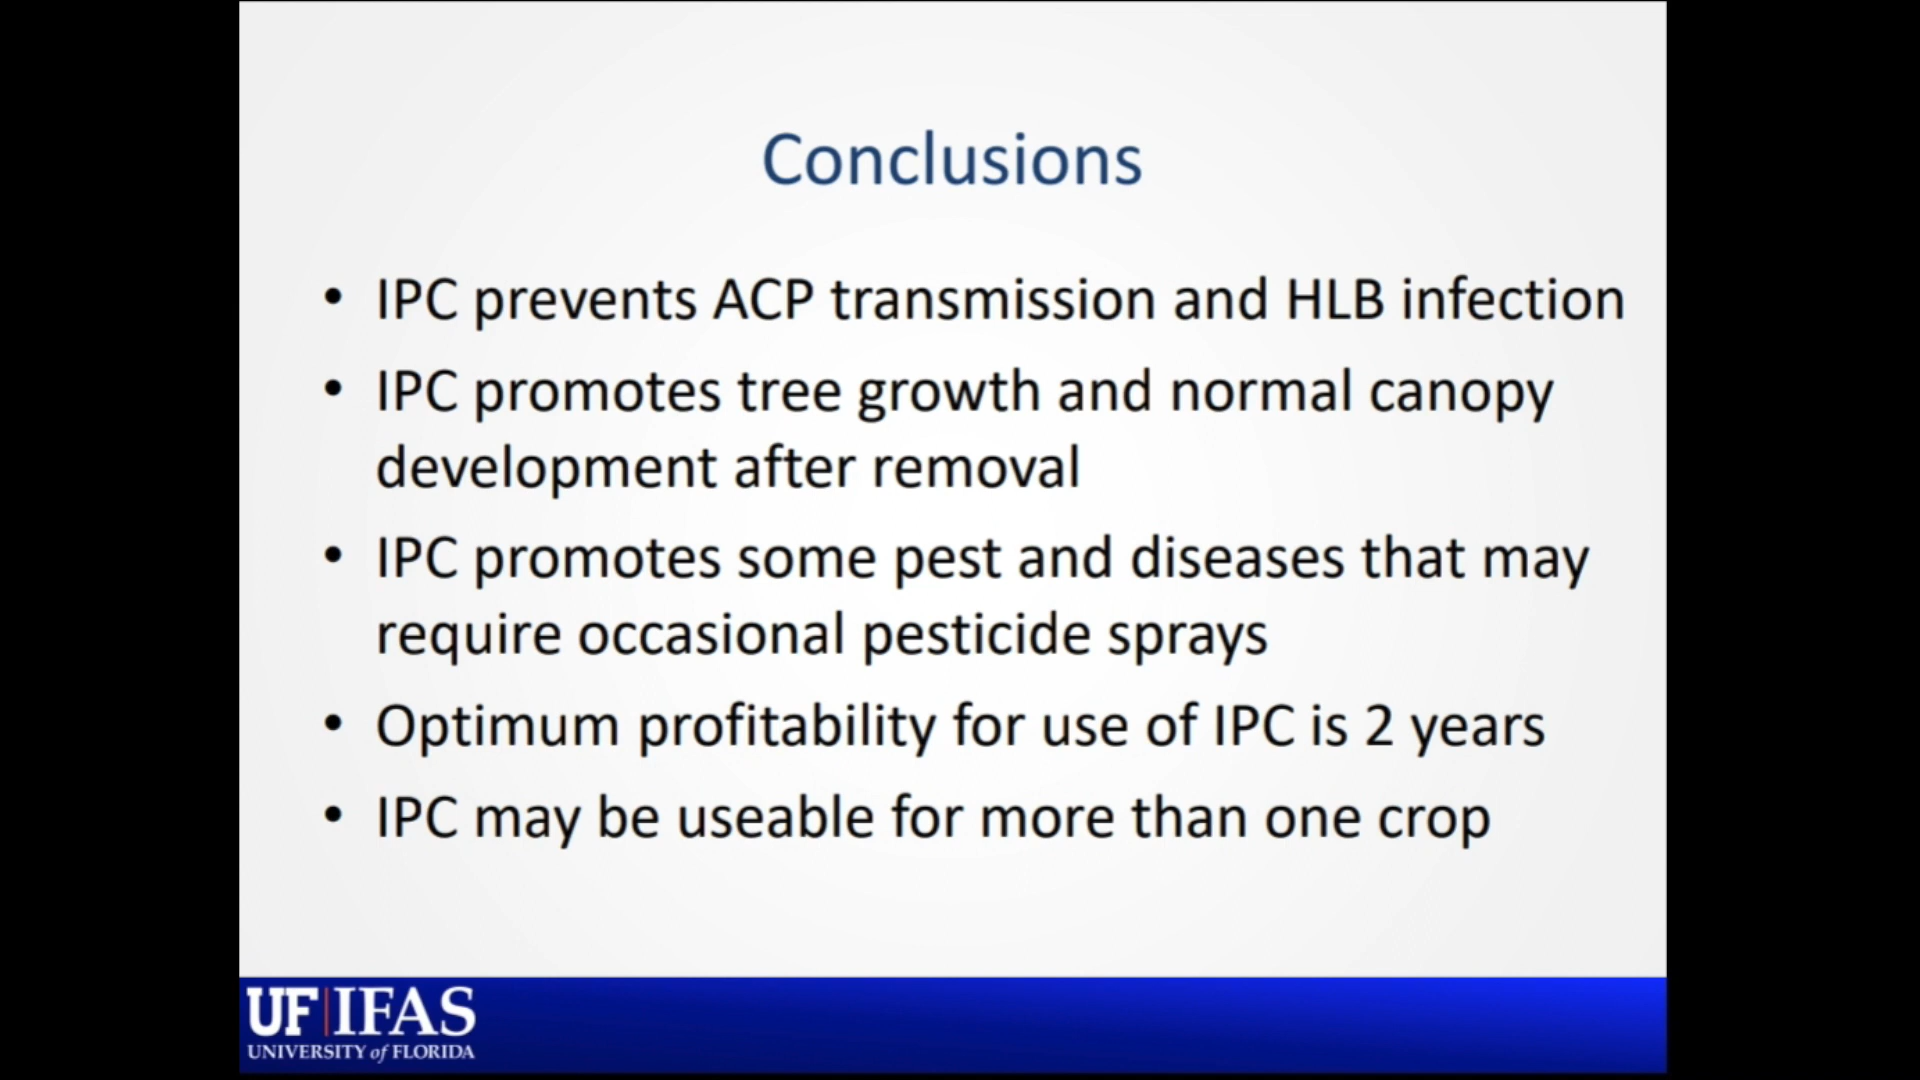 Conclusions
• IPC prevents ACP transmission and HLB infection
• IPC promotes tree growth and normal canopy
development after removal
• IPC promotes some pest and diseases that may
require occasional pesticide sprays
• Optimum profitability for use of IPC is 2 years
• IPC may be useable for more than one crop
UF|IFAS
UNIVERSITY of FLORIDA